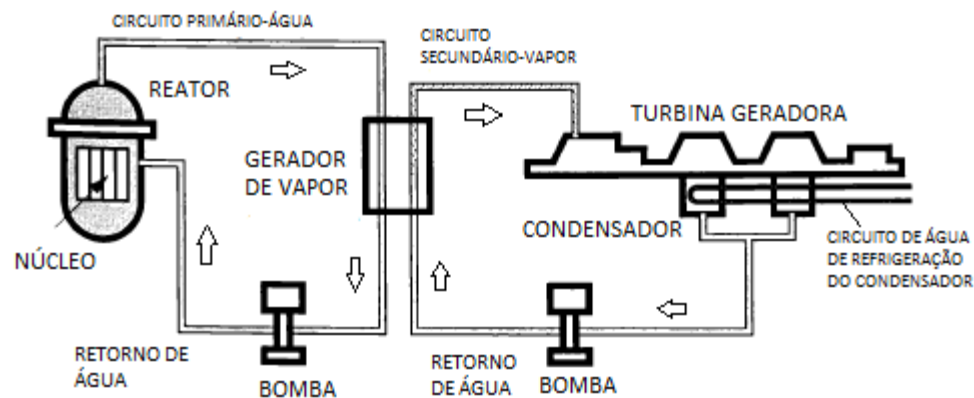 CIRCUITO PRIMÁRIO-ÁGUA
CIRCUITO
SECUNDÁRIO-VAPOR
REATOR
TURBINA GERADORA
GERADOR
DE VAPOR
CONDENSADOR
NÚCLEO
CIRCUITO DE ÁGUA
DE REFRIGERAÇÃO
DO CONDENSADOR
RETORNO DE
ÁGUA
BOMBA
RETORNO
DE ÁGUA
BOMBA